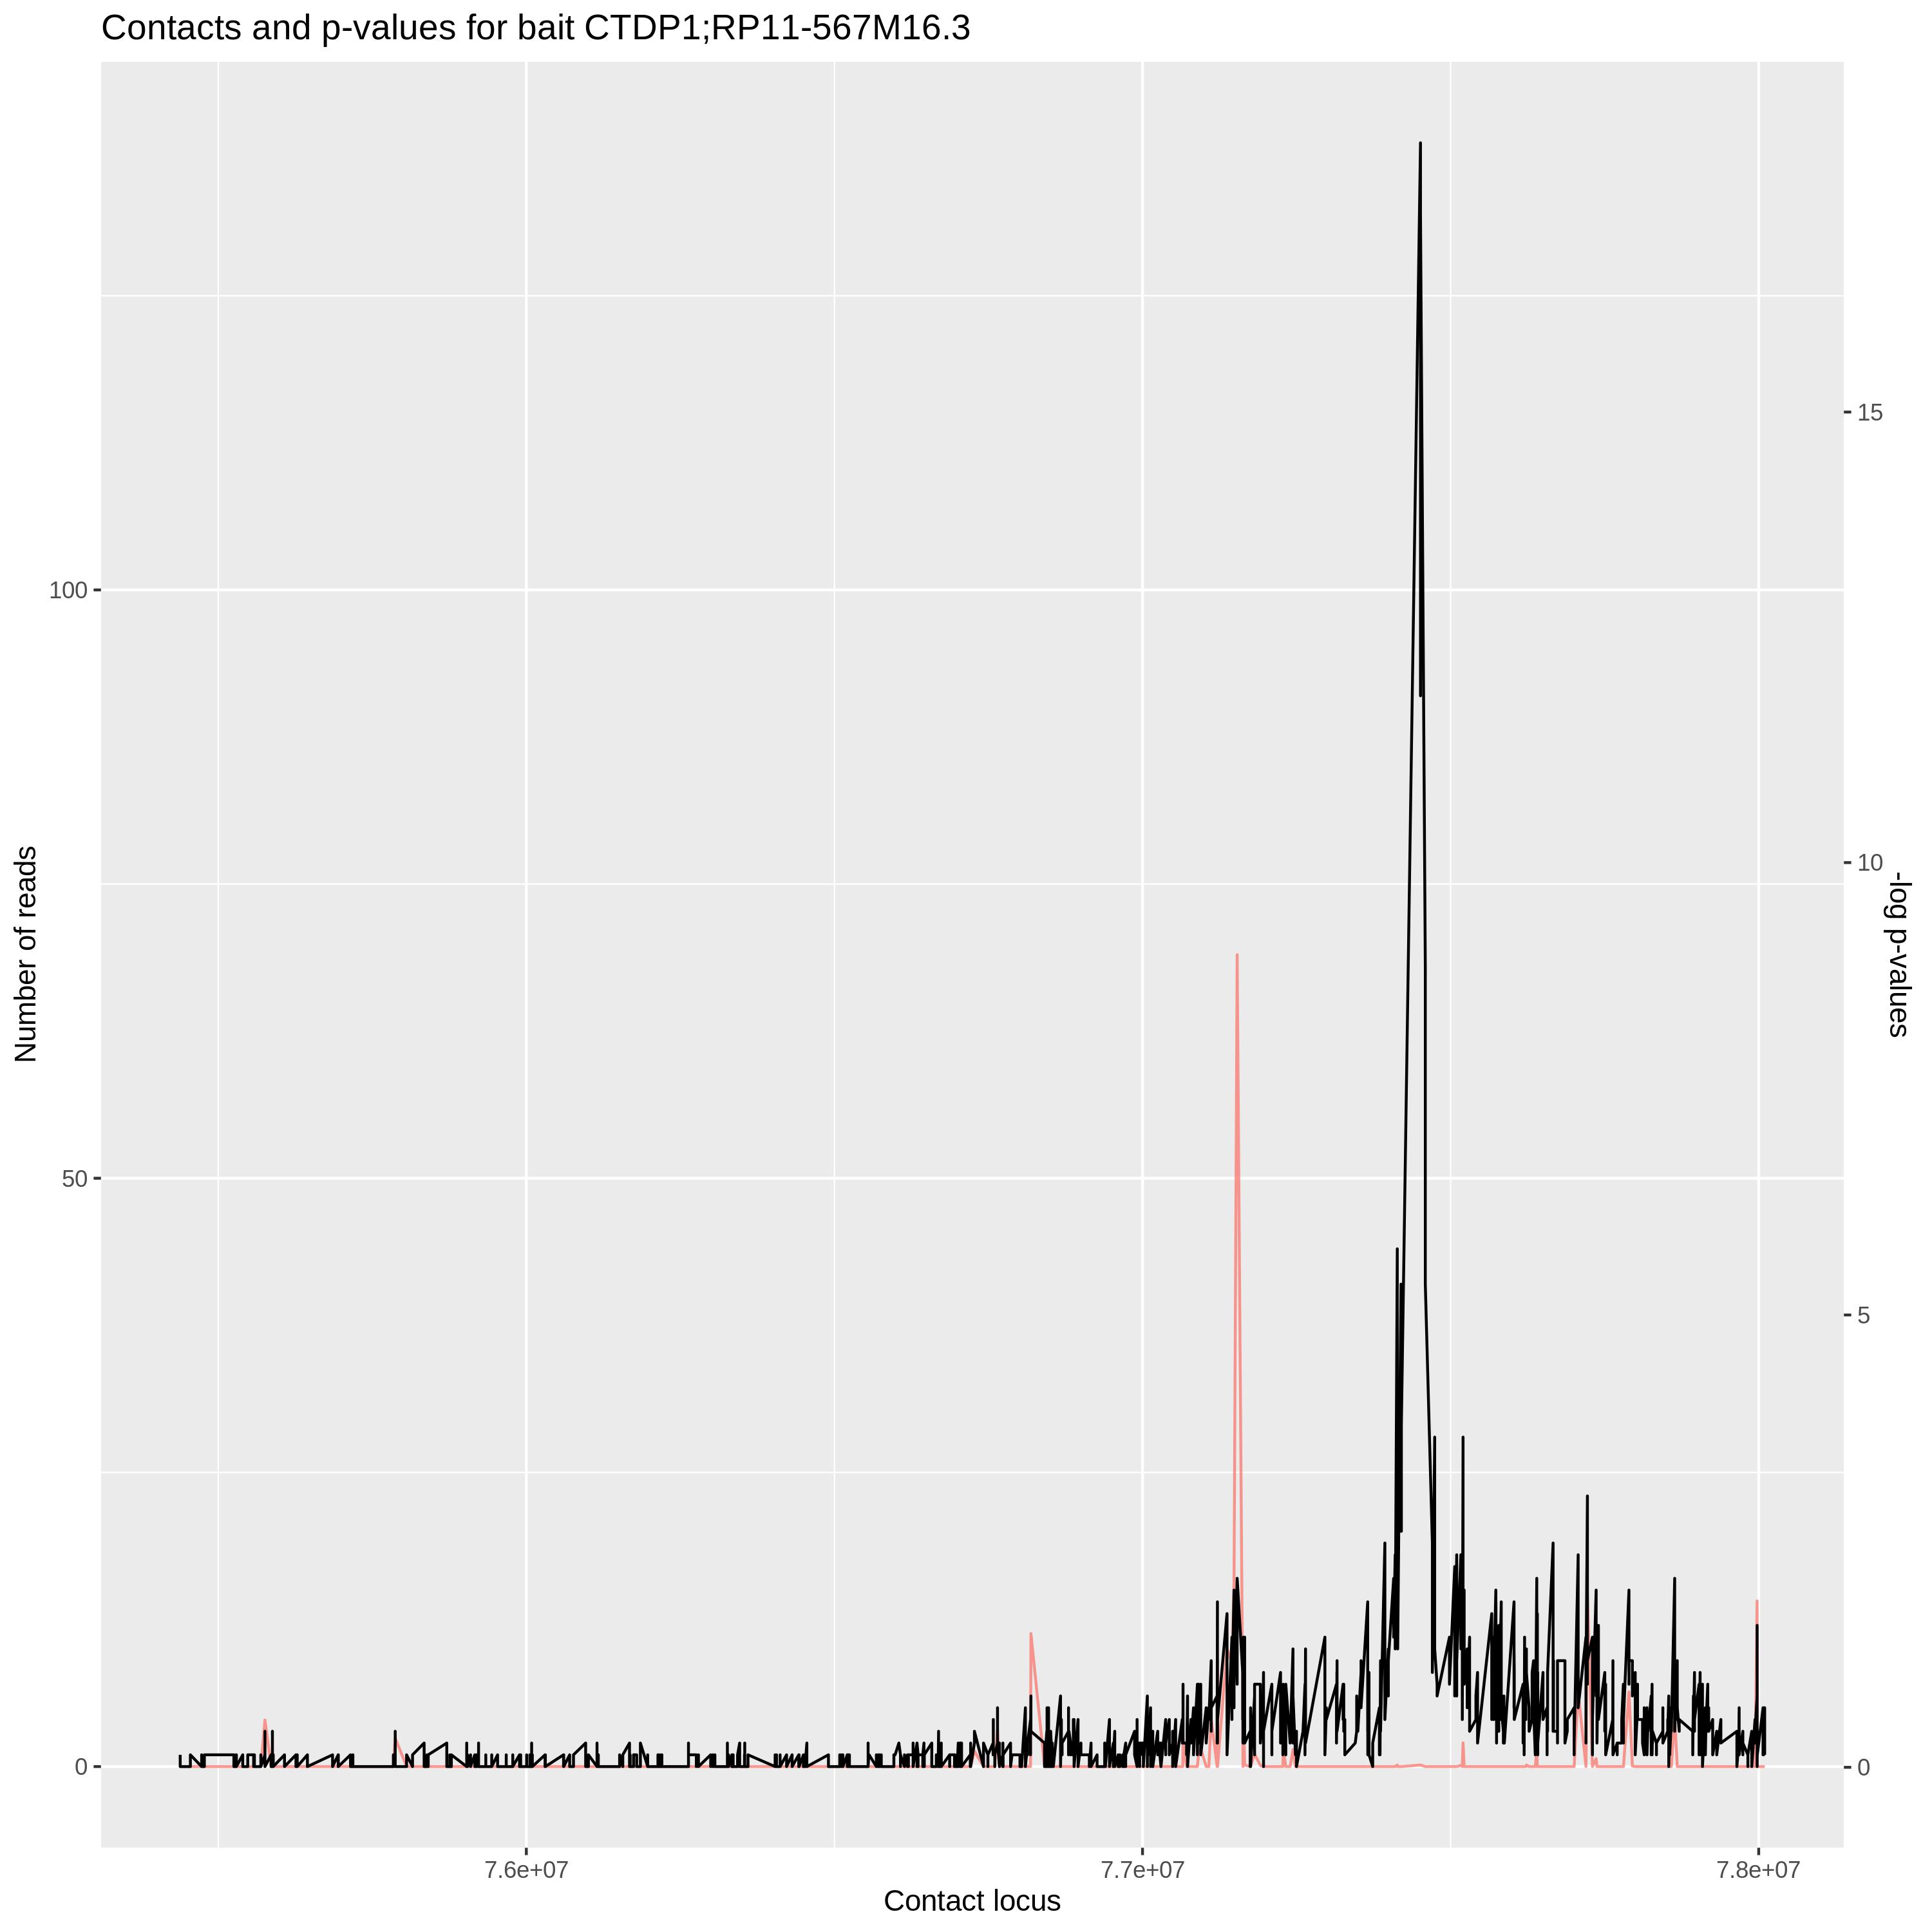 Contacts and p-values for bait CTDP1;RP11-567M16.3
Number of reads
100
50
0
15
10
5
0
-log p-values
7.6e+07
7.7e+07
7.8e+07
Contact locus